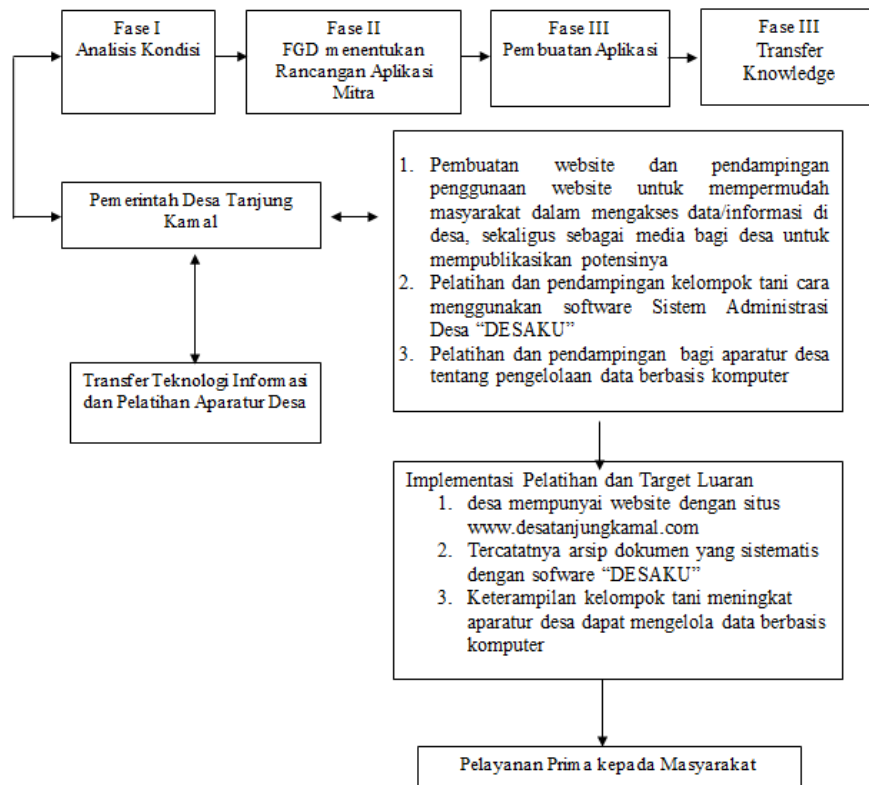 Fase I
Analisis Kondisi
Fase II
FGD menentukan
Rancangan Aplikasi
Mitra
Fase III
Pembuatan Aplikasi
Fase III
Transfer
Knowledge
Pemerintah Desa Tanjung
Kamal
Transfer Teknologi Informasi
dan Pelatihan Aparatur Desa
1. Pembuatan website dan pendampingan
penggunaan website untuk mempermudah
masyarakat dalam mengakses data/informasi di
desa, sekaligus sebagai media bagi desa untuk
mempublikasikan potensinya
2. Pelatihan dan pendampingan kelompok tani cara
menggunakan software Sistem Administrasi
Desa “DESAKU”
3. Pelatihan dan pendampingan bagi aparatur desa
tentang pengelolaan data berbasis komputer
Implementasi Pelatihan dan Target Luaran
1. desa mempunyai website dengan situs
www.desatanjungkamal.com
2. Tercatatnya arsip dokumen yang sistematis
dengan sofware “DESAKU”
3. Keterampilan kelompok tani meningkat
aparatur desa dapat mengelola data berbasis
komputer
Pelayanan Prima kepada Masyarakat